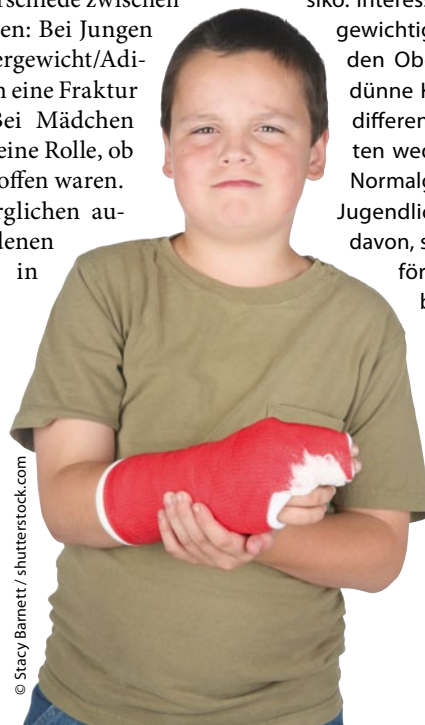 rschiede zwischen
en: Bei Jungen
ergewicht/Adi-
n eine Fraktur
Bei Mädchen
eine Rolle, ob
offen waren.
rglichen au-
denen
in
siko. Interess
gewichtig
den Ob
dünne K
differen
ten wed
Normalg
Jugendlic
davon, s
för
b
© Stacy Barnett / shutterstock.com